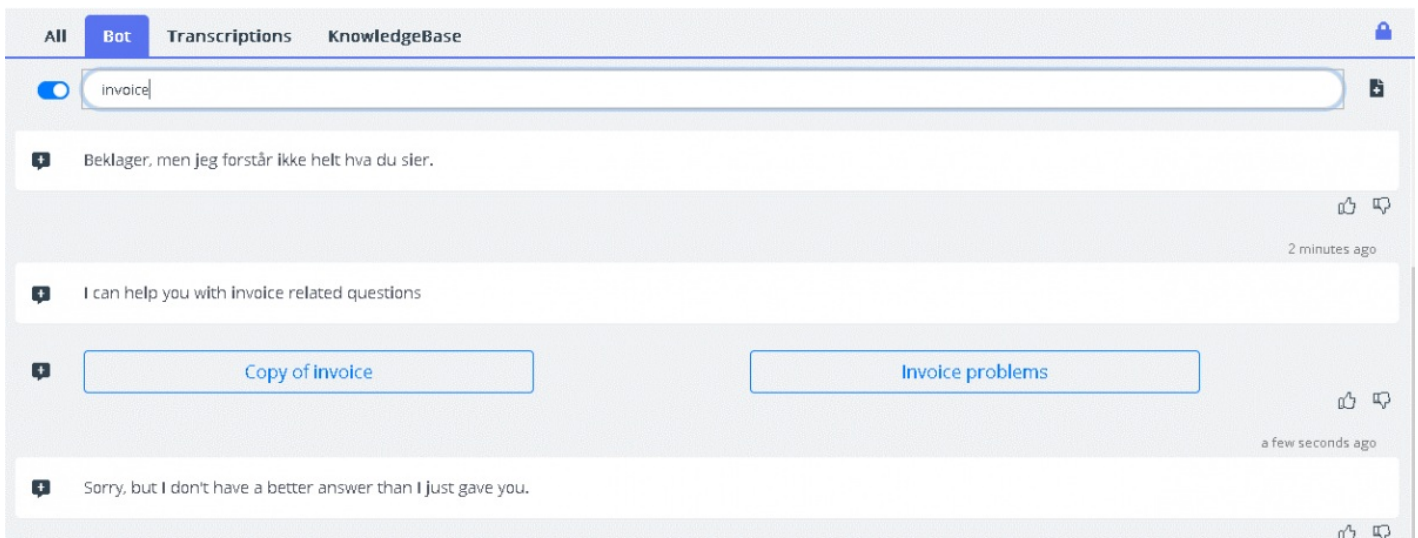 All Bot Transcriptions KnowledgeBase
invoice
Beklager, men jeg forstår ikke helt hva du sier.
2 minutes ago
I can help you with invoice related questions
Copy of invoice Invoice problems
a few seconds ago
Sorry, but I don't have a better answer than I just gave you.